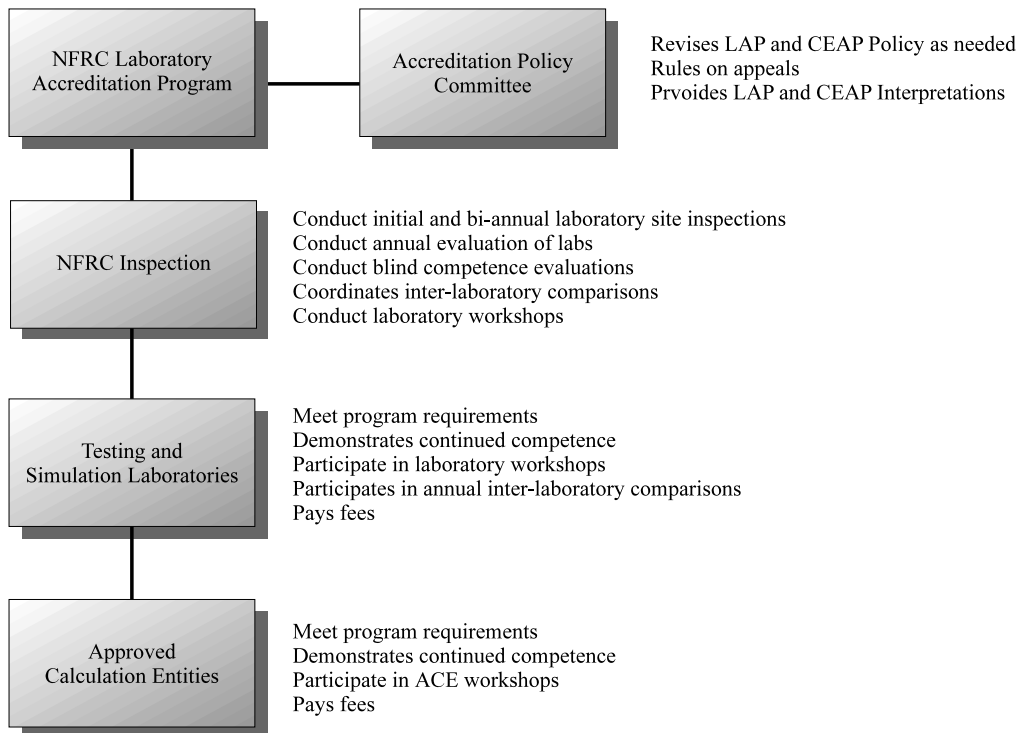 NFRC Laboratory
Accreditation Program
Accreditation Policy
Committee
Revises LAP and CEAP Policy as needed
Rules on appeals
Prvoides LAP and CEAP Interpretations
NFRC Inspection
Conduct initial and bi-annual laboratory site inspections
Conduct annual evaluation of labs
Conduct blind competence evaluations
Coordinates inter-laboratory comparisons
Conduct laboratory workshops
Testing and
Simulation Laboratories
Meet program requirements
Demonstrates continued competence
Participate in laboratory workshops
Participates in annual inter-laboratory comparisons
Pays fees
Approved
Calculation Entities
Meet program requirements
Demonstrates continued competence
Participate in ACE workshops
Pays fees